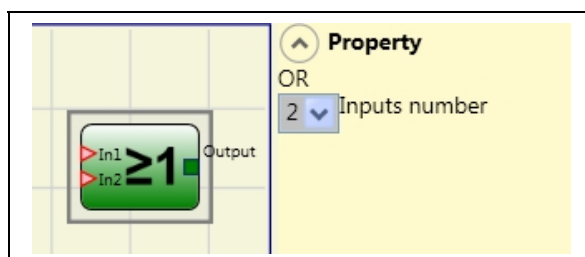 Property
OR
2 Inputs number
In1
In2
≥1
Output